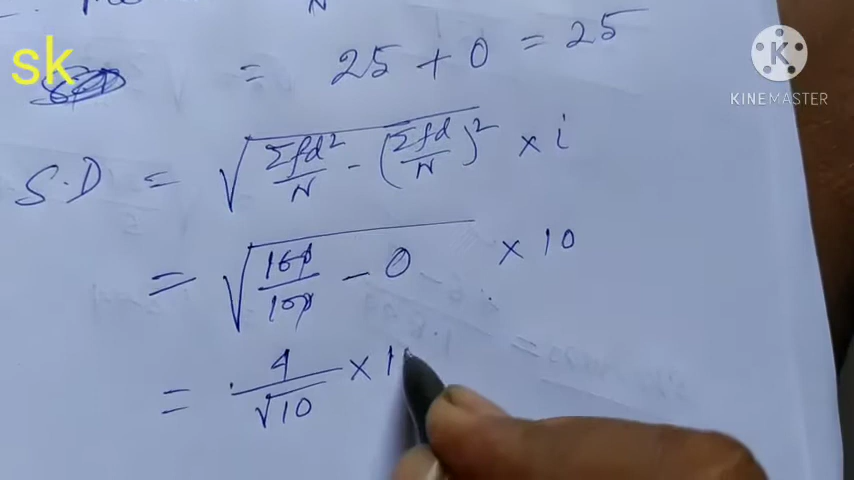 N
sk
= 25 + 0 = 25
KINEMASTER
S.D = √(Σfd²/N - (Σfd/N)²) × i
= √(160/100 - 0) × 10
= 4/√10 × 1